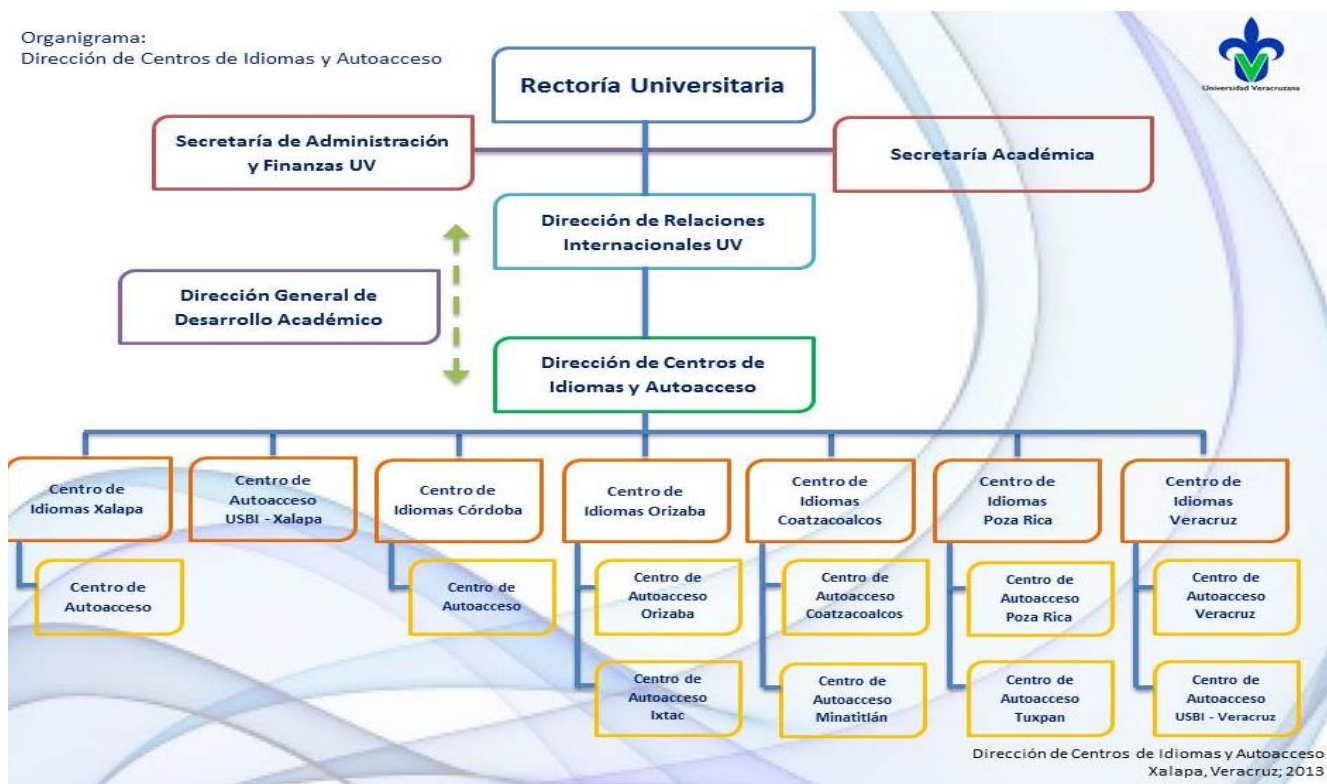 Organigrama:
Dirección de Centros de Idiomas y Autoacceso
Universidad Veracruzana
Rectoría Universitaria
Secretaría de Administración
y Finanzas UV
Secretaría Académica
Dirección de Relaciones
Internacionales UV
Dirección General de
Desarrollo Académico
Dirección de Centros de
Idiomas y Autoacceso
Centro de
Idiomas Xalapa
Centro de
Autoacceso
USBI - Xalapa
Centro de
Idiomas Córdoba
Centro de
Idiomas Orizaba
Centro de
Idiomas
Coatzacoalcos
Centro de
Idiomas
Poza Rica
Centro de
Idiomas
Veracruz
Centro de
Autoacceso
Centro de
Autoacceso
Centro de
Autoacceso
Orizaba
Centro de
Autoacceso
Coatzacoalcos
Centro de
Autoacceso
Poza Rica
Centro de
Autoacceso
Veracruz
Centro de
Autoacceso
Ixtac
Centro de
Autoacceso
Minatitlán
Centro de
Autoacceso
Tuxpan
Centro de
Autoacceso
USBI - Veracruz
Dirección de Centros de Idiomas y Autoacceso
Xalapa, Veracruz; 2013